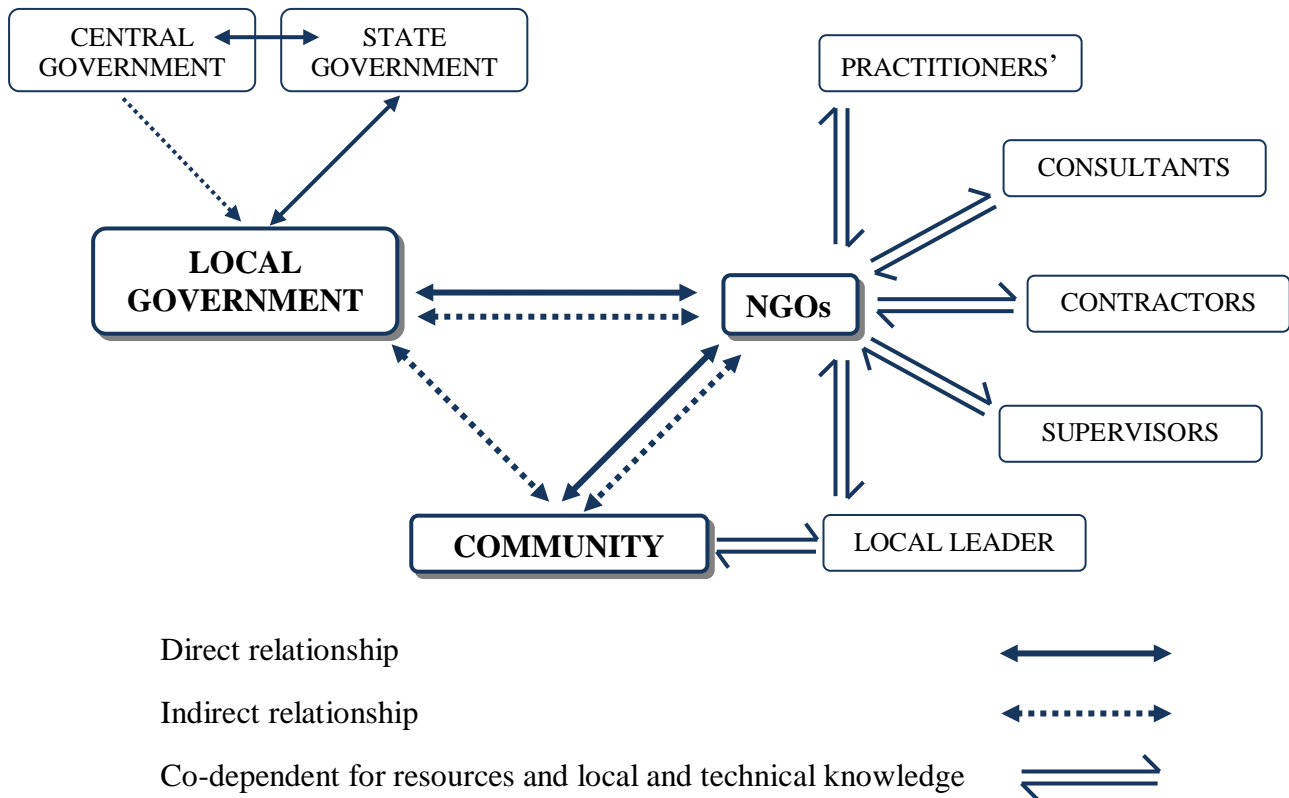 CENTRAL
GOVERNMENT
STATE
GOVERNMENT
PRACTITIONERS’
CONSULTANTS
LOCAL
GOVERNMENT
NGOs
CONTRACTORS
SUPERVISORS
COMMUNITY
LOCAL LEADER
Direct relationship
Indirect relationship
Co-dependent for resources and local and technical knowledge